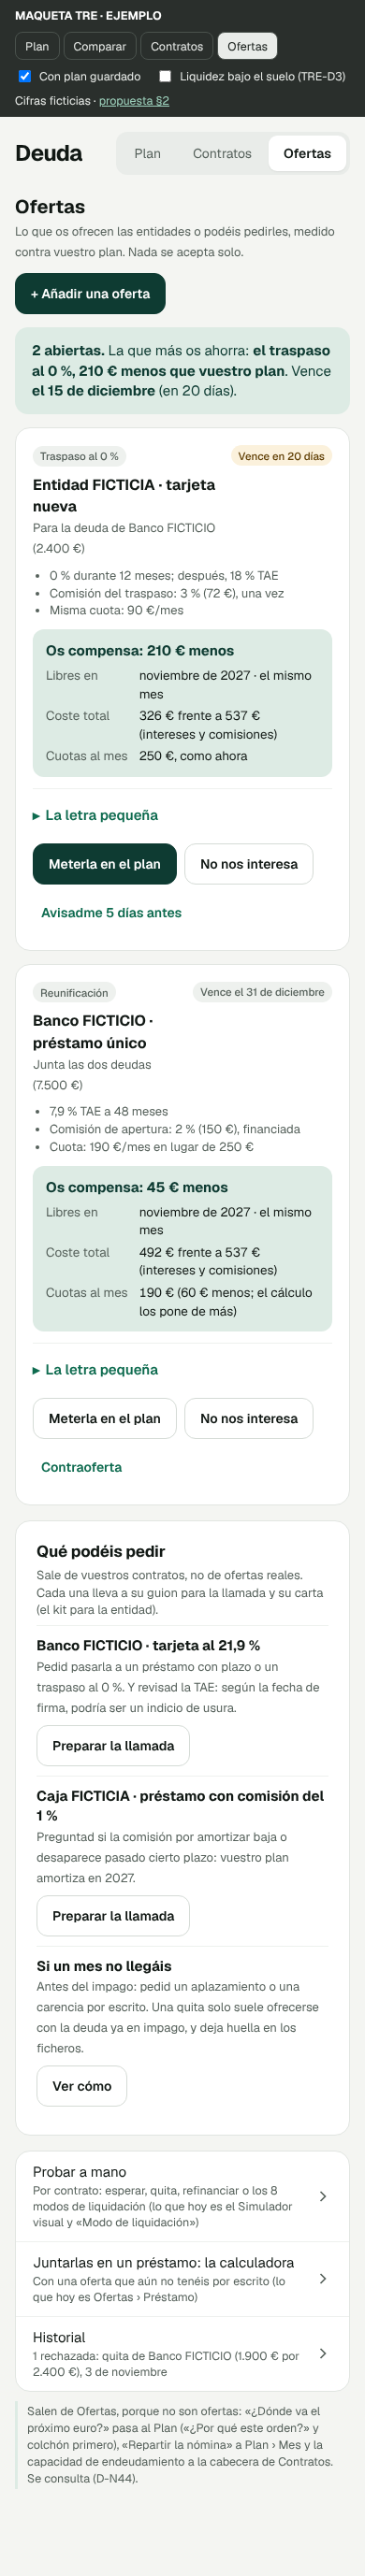 MAQUETA TRE · EJEMPLO
Plan Comparar Contratos Ofertas
Con plan guardado Liquidez bajo el suelo (TRE-D3)
Cifras ficticias · propuesta §2
Deuda Plan Contratos Ofertas
Ofertas
Lo que os ofrecen las entidades o podéis pedirles, medido
contra vuestro plan. Nada se acepta solo.
+ Añadir una oferta
2 abiertas. La que más os ahorra: el traspaso
al 0 %, 210 € menos que vuestro plan. Vence
el 15 de diciembre (en 20 días).
Traspaso al 0 % Vence en 20 días
Entidad FICTICIA · tarjeta
nueva
Para la deuda de Banco FICTICIO
(2.400 €)
• 0 % durante 12 meses; después, 18 % TAE
• Comisión del traspaso: 3 % (72 €), una vez
• Misma cuota: 90 €/mes
Os compensa: 210 € menos
Libres en noviembre de 2027 · el mismo
mes
Coste total 326 € frente a 537 €
(intereses y comisiones)
Cuotas al mes 250 €, como ahora
▸ La letra pequeña
Meterla en el plan No nos interesa
Avisadme 5 días antes
Reunificación Vence el 31 de diciembre
Banco FICTICIO ·
préstamo único
Junta las dos deudas
(7.500 €)
• 7,9 % TAE a 48 meses
• Comisión de apertura: 2 % (150 €), financiada
• Cuota: 190 €/mes en lugar de 250 €
Os compensa: 45 € menos
Libres en noviembre de 2027 · el mismo
mes
Coste total 492 € frente a 537 €
(intereses y comisiones)
Cuotas al mes 190 € (60 € menos; el cálculo
los pone de más)
▸ La letra pequeña
Meterla en el plan No nos interesa
Contraoferta
Qué podéis pedir
Sale de vuestros contratos, no de ofertas reales.
Cada una lleva a su guion para la llamada y su carta
(el kit para la entidad).
Banco FICTICIO · tarjeta al 21,9 %
Pedid pasarla a un préstamo con plazo o un
traspaso al 0 %. Y revisad la TAE: según la fecha de
firma, podría ser un indicio de usura.
Preparar la llamada
Caja FICTICIA · préstamo con comisión del
1 %
Preguntad si la comisión por amortizar baja o
desaparece pasado cierto plazo: vuestro plan
amortiza en 2027.
Preparar la llamada
Si un mes no llegáis
Antes del impago: pedid un aplazamiento o una
carencia por escrito. Una quita solo suele ofrecerse
con la deuda ya en impago, y deja huella en los
ficheros.
Ver cómo
Probar a mano
Por contrato: esperar, quita, refinanciar o los 8
modos de liquidación (lo que hoy es el Simulador
visual y «Modo de liquidación»)
Juntarlas en un préstamo: la calculadora
Con una oferta que aún no tenéis por escrito (lo
que hoy es Ofertas › Préstamo)
Historial
1 rechazada: quita de Banco FICTICIO (1.900 € por
2.400 €), 3 de noviembre
Salen de Ofertas, porque no son ofertas: «¿Dónde va el
próximo euro?» pasa al Plan («¿Por qué este orden?» y
colchón primero), «Repartir la nómina» a Plan › Mes y la
capacidad de endeudamiento a la cabecera de Contratos.
Se consulta (D-N44).